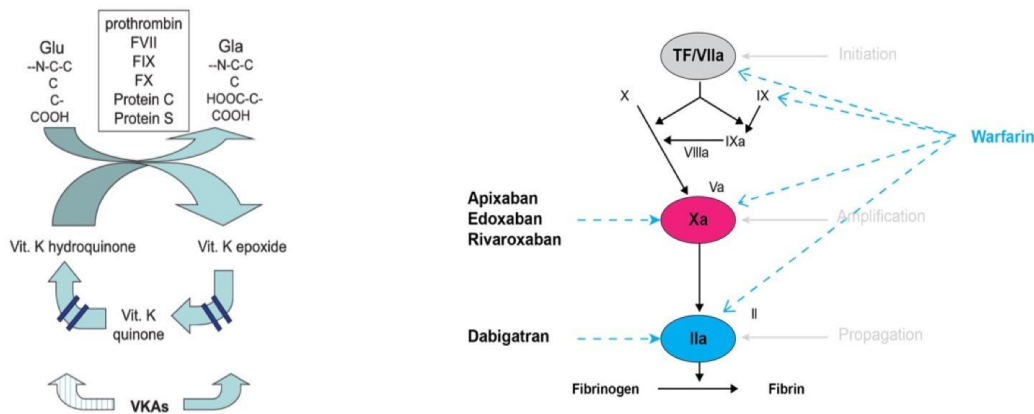 prothrombin
FVII
FIX
FX
Protein C
Protein S
Glu
--N-C-C
C
C-
COOH
Gla
--N-C-C
C
HOOC-C-
COOH
Vit. K hydroquinone
Vit. K epoxide
Vit. K
quinone
VKAs
TF/VIIa
Initiation
X
IX
IXa
VIIIa
Warfarin
Va
Apixaban
Edoxaban
Rivaroxaban
Xa
Amplification
II
Dabigatran
IIa
Propagation
Fibrinogen
Fibrin